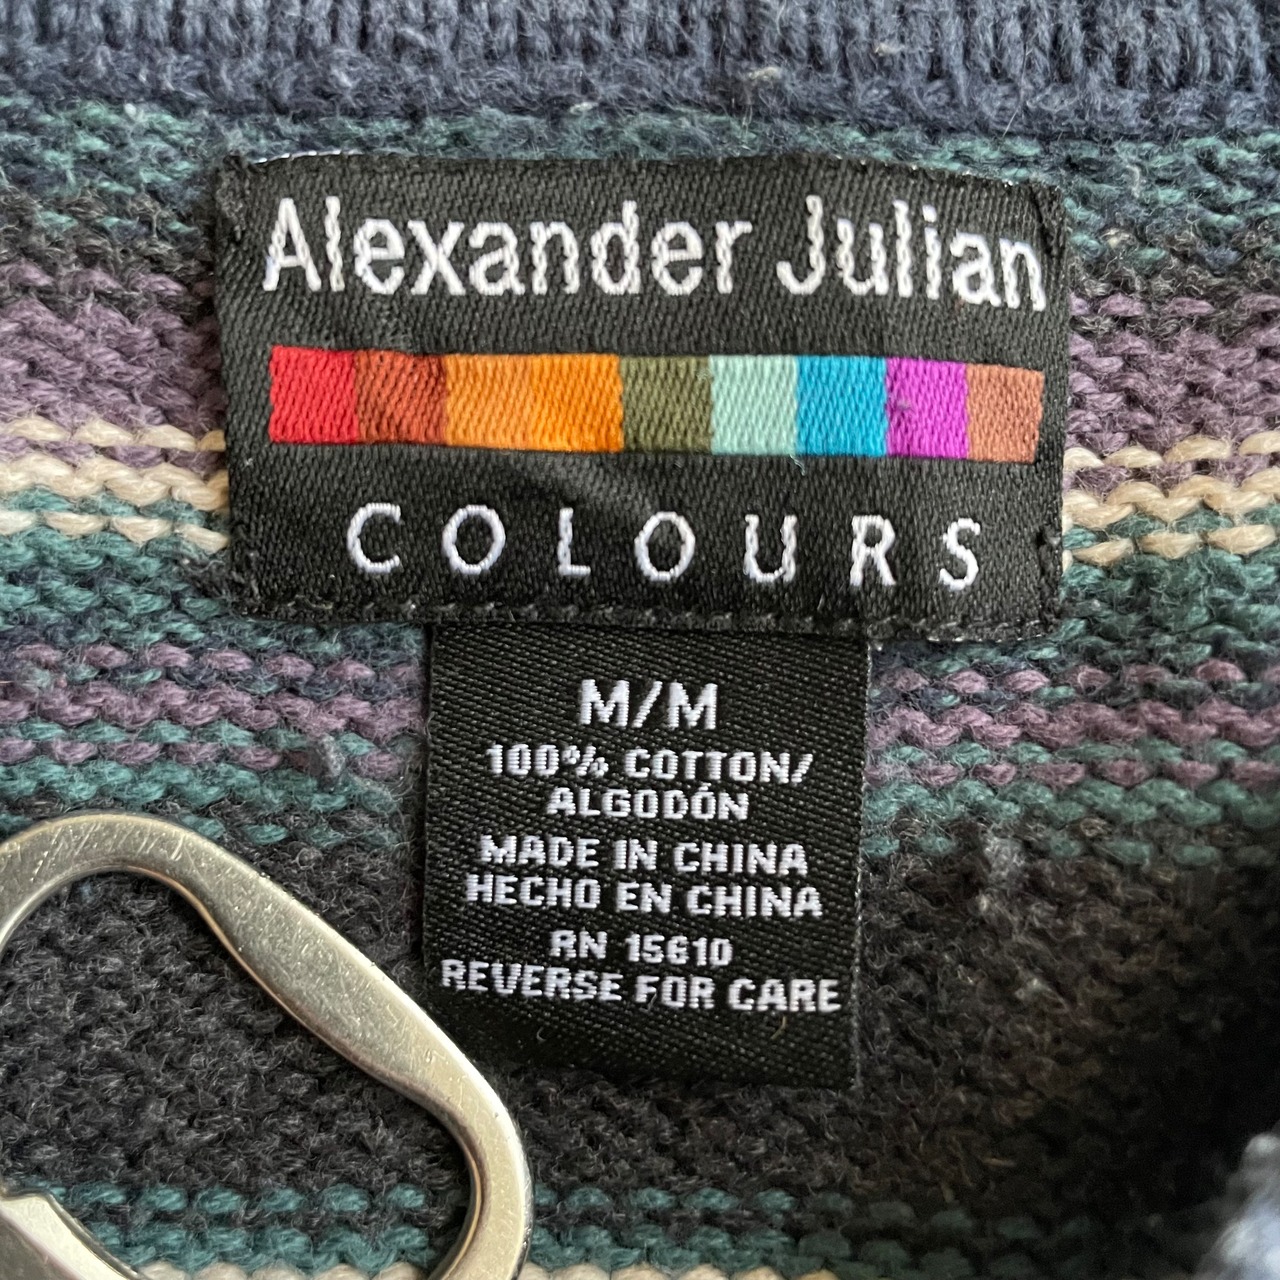 Alexander Julian
COLOURS
M/M
100% COTTON/
ALGODÓN
MADE IN CHINA
HECHO EN CHINA
RN 15610
REVERSE FOR CARE